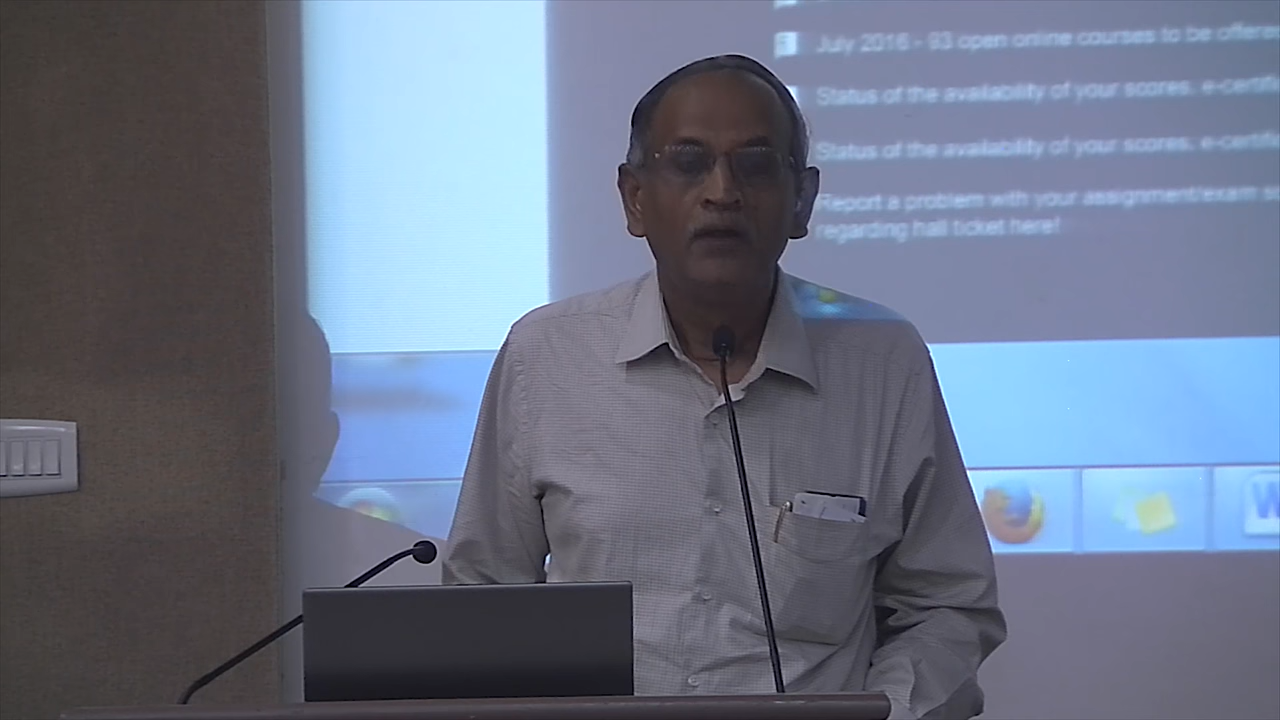 July 2016 - 93 open online courses to be offere
Status of the availability of your scores, e-certifi
Status of the availability of your scores, e-certifi
Report a problem with your assignment/exam s
regarding hall ticket here!
W